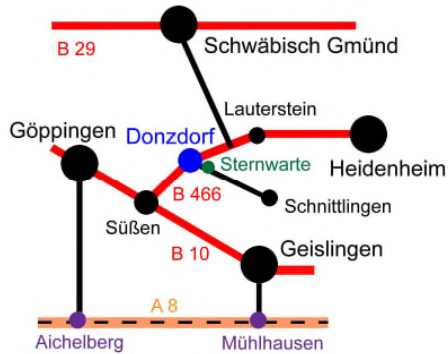 Schwäbisch Gmünd
B 29
Lauterstein
Göppingen
Donzdorf
Sternwarte
Heidenheim
B 466
Schnittlingen
Süßen
Geislingen
B 10
A 8
Aichelberg
Mühlhausen